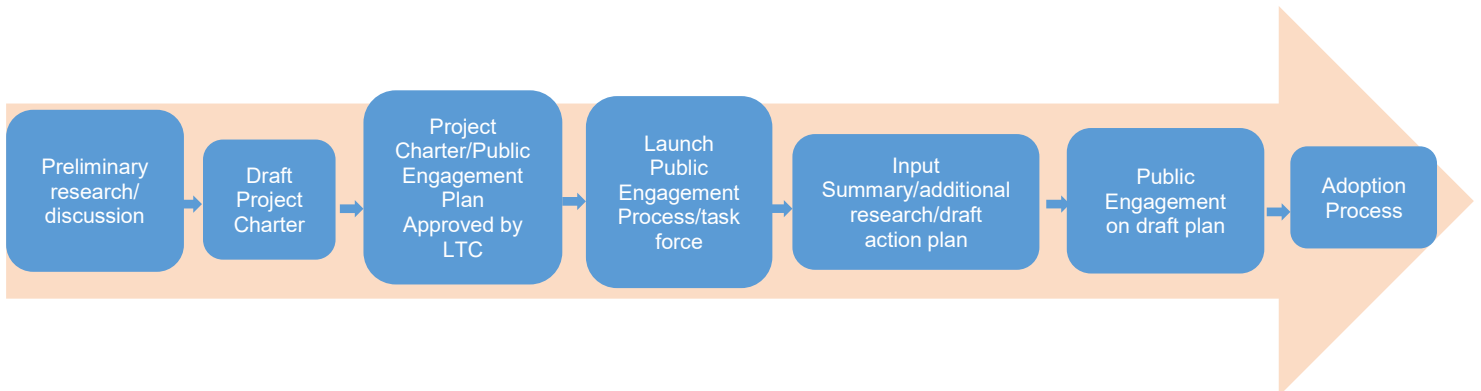 Preliminary
research/
discussion
Draft
Project
Charter
Project
Charter/Public
Engagement
Plan
Approved by
LTC
Launch
Public
Engagement
Process/task
force
Input
Summary/additional
research/draft
action plan
Public
Engagement
on draft plan
Adoption
Process